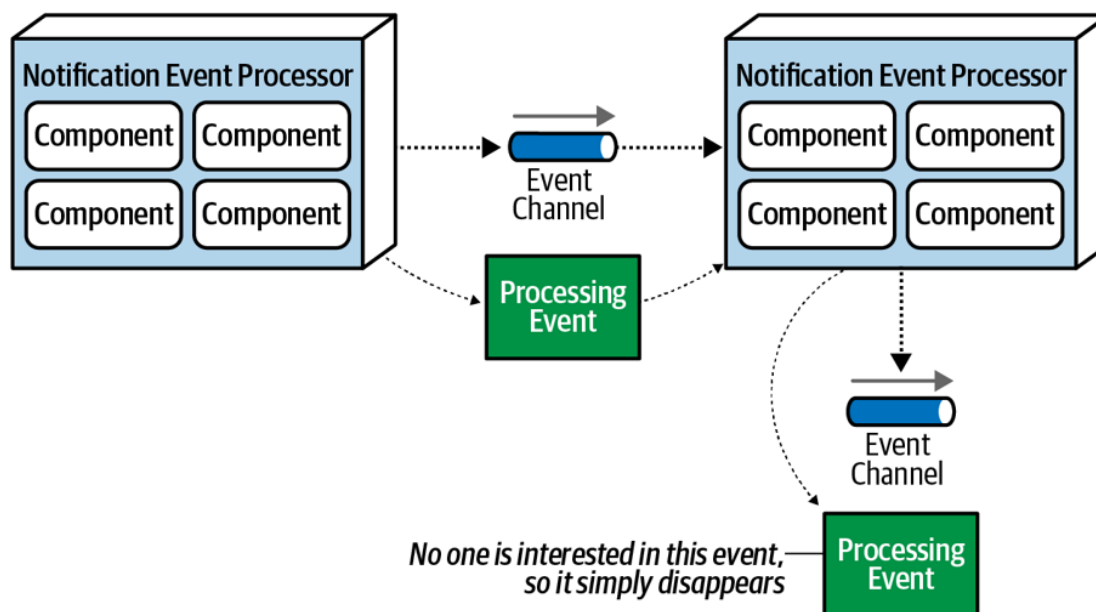 Notification Event Processor
Component Component
Component Component
Event
Channel
Processing
Event
Notification Event Processor
Component Component
Component Component
Event
Channel
No one is interested in this event,
so it simply disappears
Processing
Event